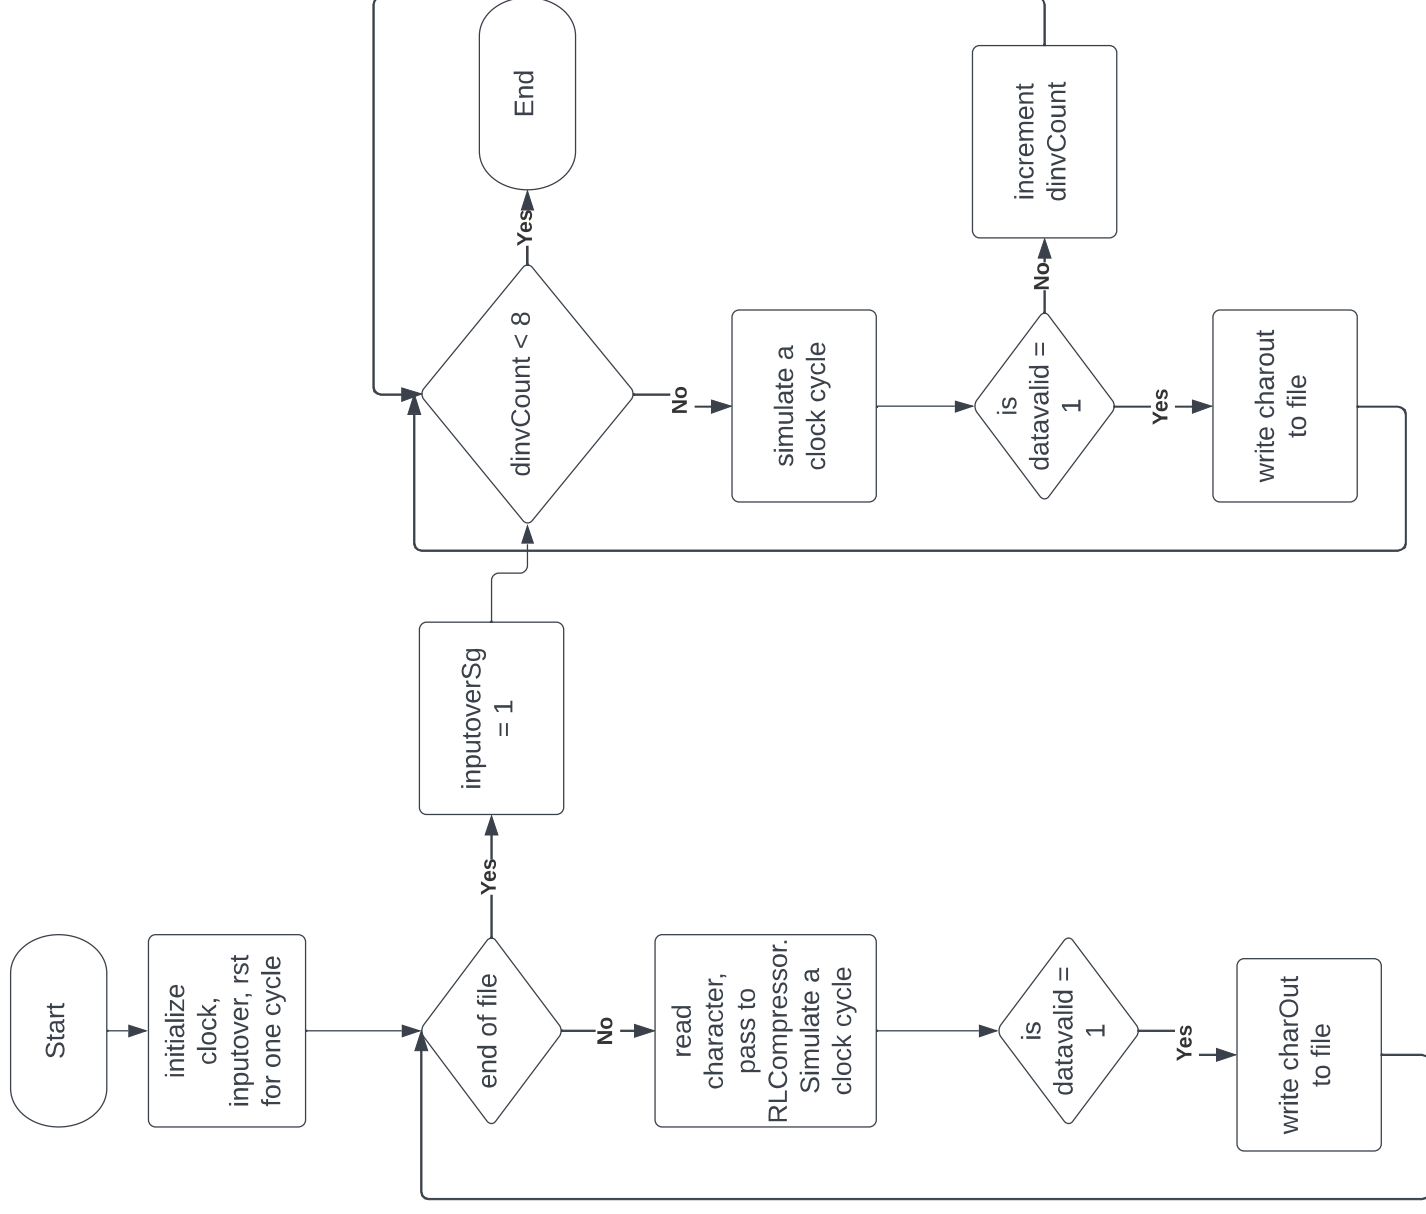 Start
initialize
clock,
inputover, rst
for one cycle
end of file
Yes
inputoverSg
= 1
No
read
character,
pass to
RLCompressor.
Simulate a
clock cycle
is
datavalid =
1
Yes
write charOut
to file
dinvCount < 8
Yes
End
No
simulate a
clock cycle
is
datavalid =
1
No
increment
dinvCount
Yes
write charout
to file